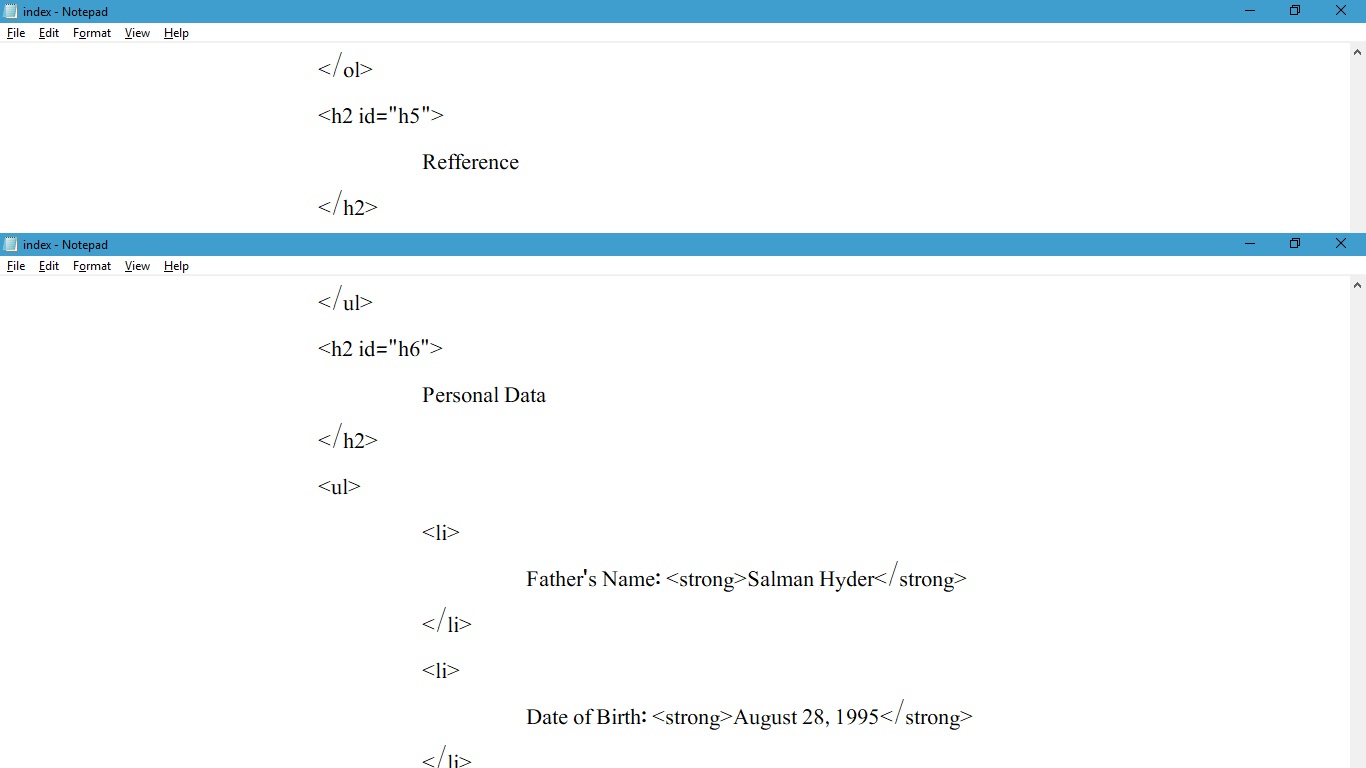 index - Notepad
File Edit Format View Help
</ol>
<h2 id="h5">
Refference
</h2>
index - Notepad
File Edit Format View Help
</ul>
<h2 id="h6">
Personal Data
</h2>
<ul>
<li>
Father's Name: <strong>Salman Hyder</strong>
</li>
<li>
Date of Birth: <strong>August 28, 1995</strong>
</li>